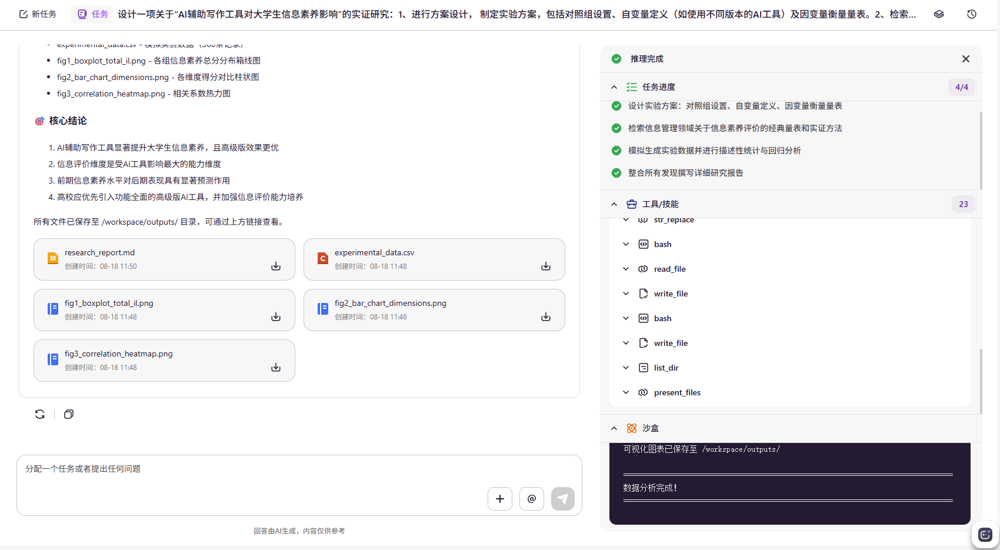 新任务
任务
设计一项关于“AI辅助写作工具对大学生信息素养影响”的实证研究：1、进行方案设计， 制定实验方案，包括对照组设置、自变量定义（如使用不同版本的AI工具）及因变量衡量量表。2、检索...
experimental_data.csv - 模拟实验数据（300条记录）
fig1_boxplot_total_il.png - 各组信息素养总分分布箱线图
fig2_bar_chart_dimensions.png - 各维度得分对比柱状图
fig3_correlation_heatmap.png - 相关系数热力图
核心结论
1. AI辅助写作工具显著提升大学生信息素养，且高级版效果更优
2. 信息评价维度是受AI工具影响最大的能力维度
3. 前期信息素养水平对后期表现具有显著预测作用
4. 高校应优先引入功能全面的高级版AI工具，并加强信息评价能力培养
所有文件已保存至 /workspace/outputs/ 目录，可通过上方链接查看。
M
research_report.md
创建时间：08-18 11:50
C
experimental_data.csv
创建时间：08-18 11:48
fig1_boxplot_total_il.png
创建时间：08-18 11:48
fig2_bar_chart_dimensions.png
创建时间：08-18 11:48
fig3_correlation_heatmap.png
创建时间：08-18 11:48
分配一个任务或者提出任何问题
@
回答由AI生成，内容仅供参考
推理完成
任务进度
4/4
设计实验方案：对照组设置、自变量定义、因变量衡量量表
检索信息管理领域关于信息素养评价的经典量表和实证方法
模拟生成实验数据并进行描述性统计与回归分析
整合所有发现撰写详细研究报告
工具/技能
23
str_replace
bash
read_file
write_file
bash
write_file
list_dir
present_files
沙盒
可视化图表已保存至 /workspace/outputs/
数据分析完成!